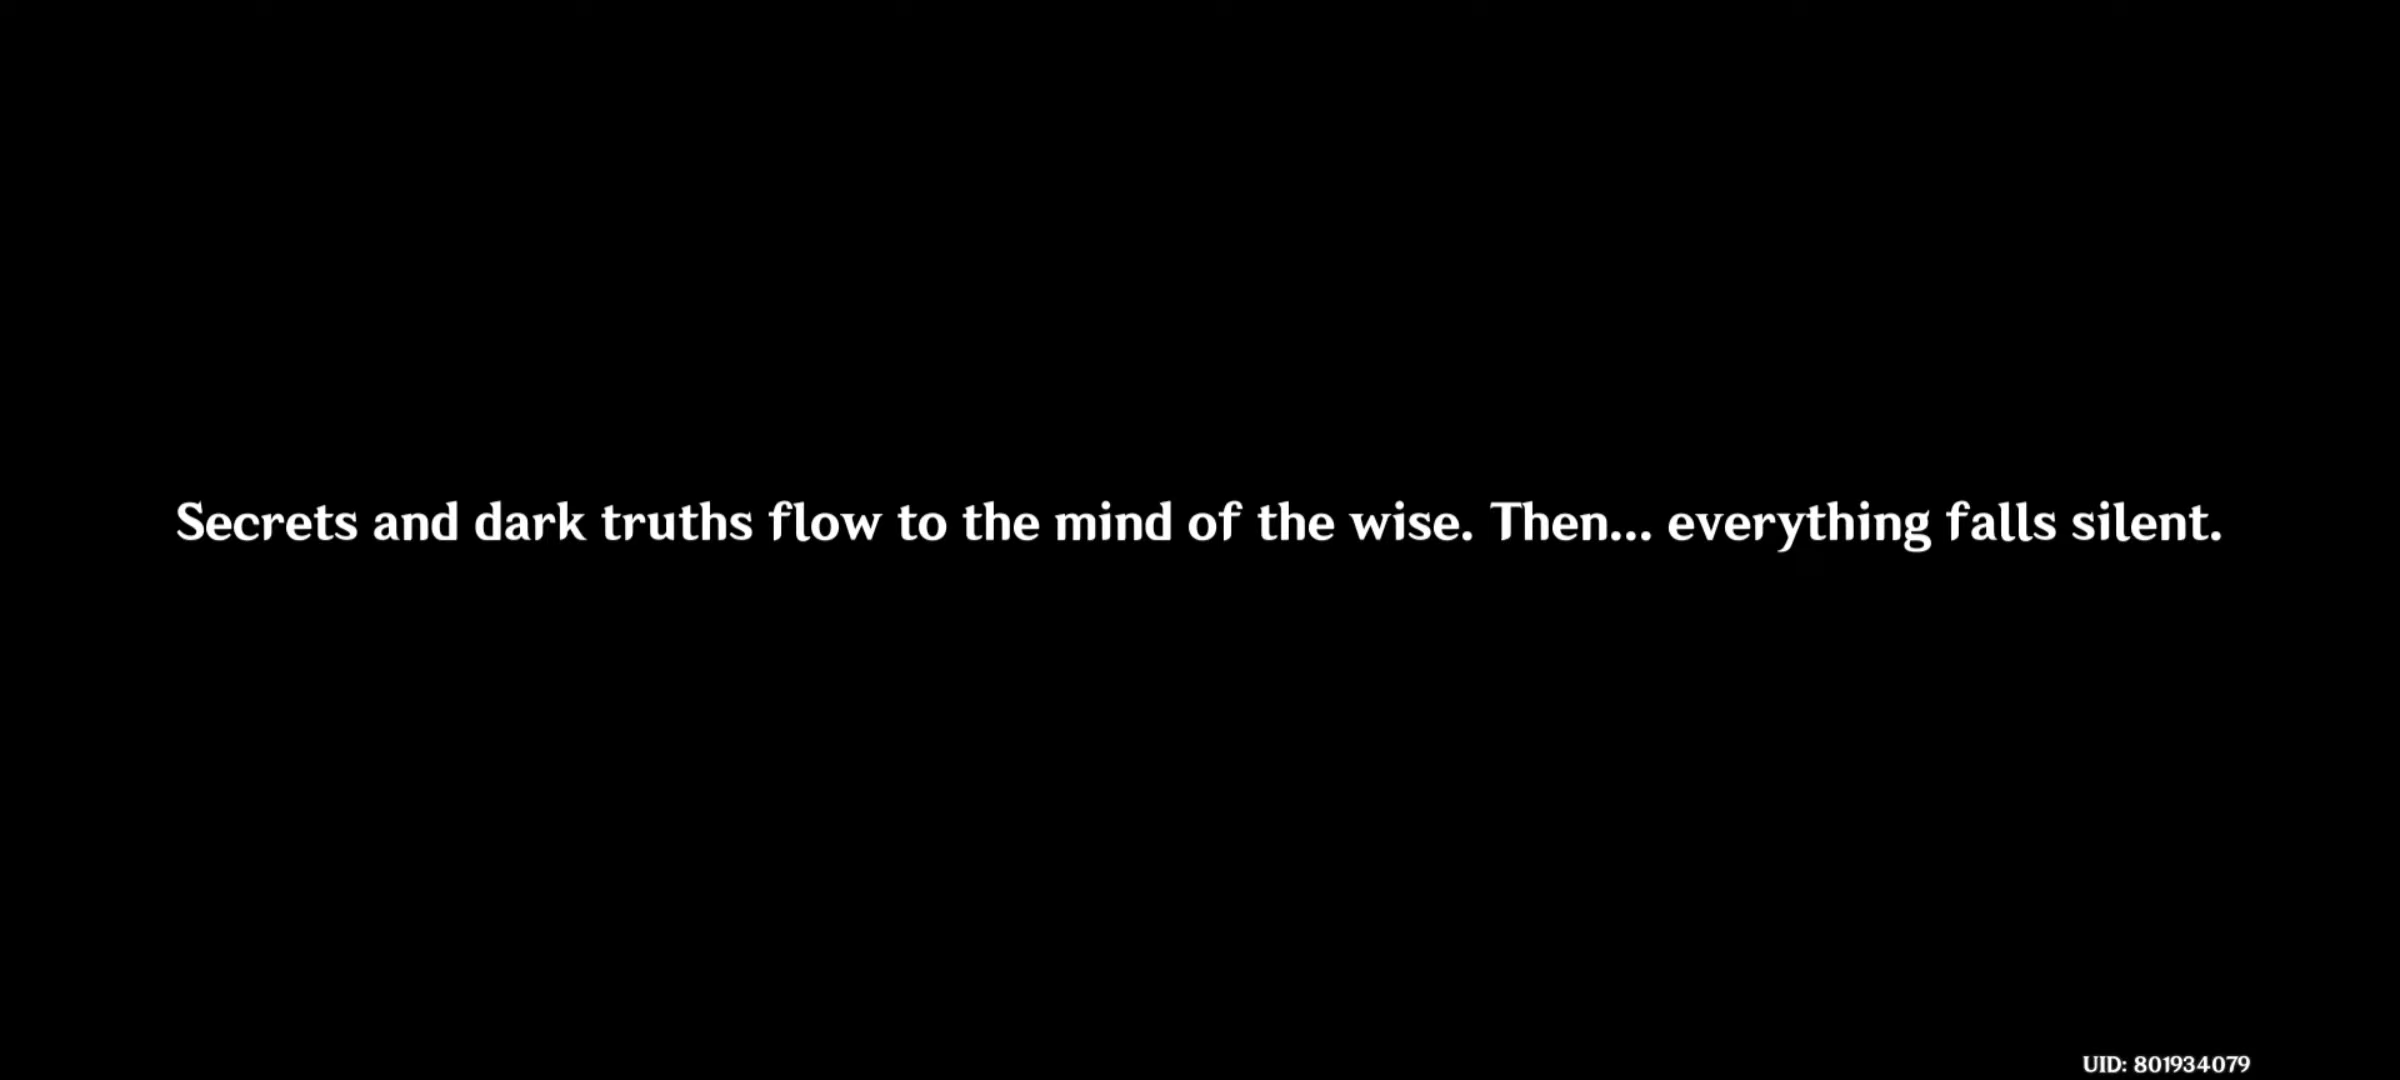 Secrets and dark truths flow to the mind of the wise. Then... everything falls silent.
UID: 801934079